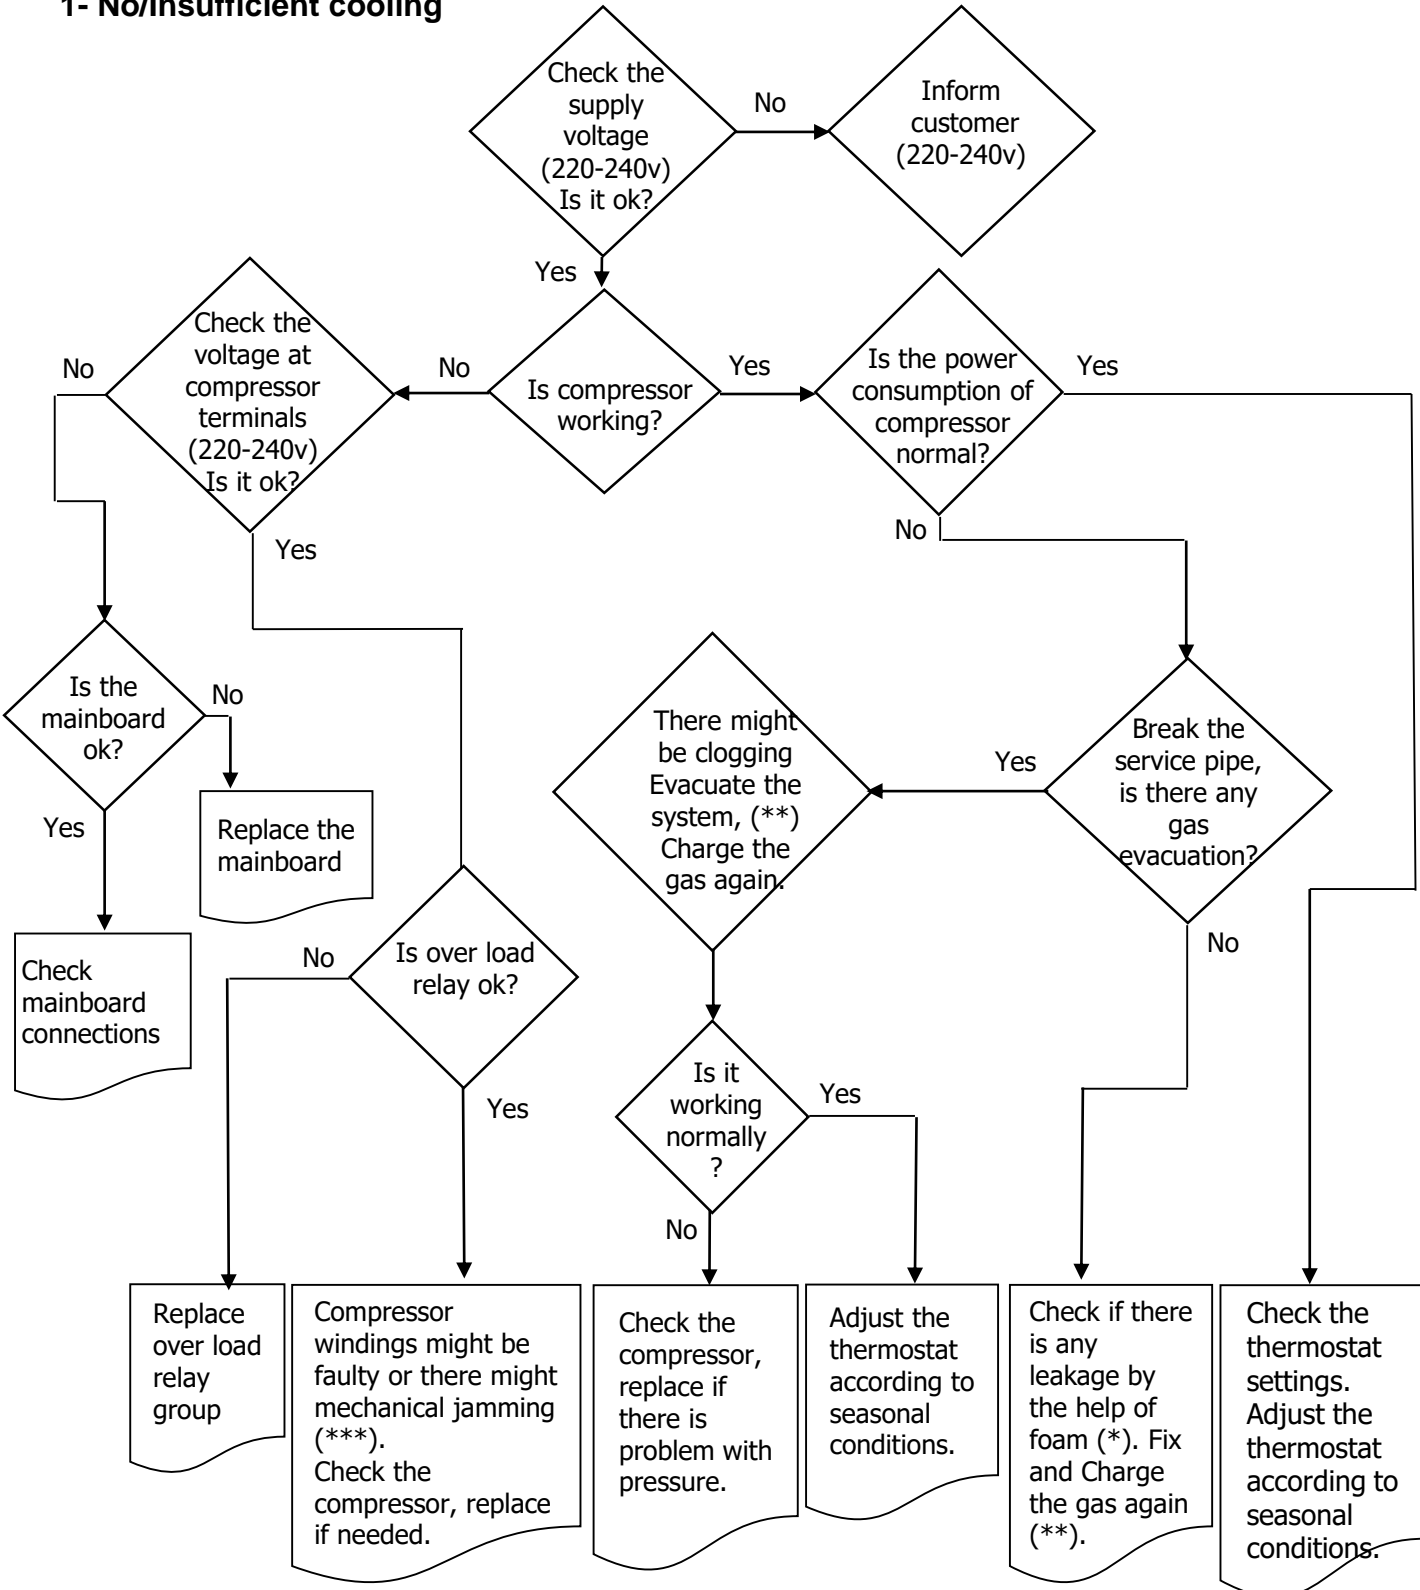 1- No/Insufficient cooling
Check the
supply
voltage
(220-240v)
Is it ok?
No
Inform
customer
(220-240v)
Yes
Check the
voltage at
compressor
terminals
(220-240v)
Is it ok?
No
No
Is compressor
working?
Yes
Is the power
consumption of
compressor
normal?
Yes
No
Yes
Is the
mainboard
ok?
No
Yes
Replace the
mainboard
Check
mainboard
connections
There might
be clogging
Evacuate the
system, (**)
Charge the
gas again.
Yes
Break the
service pipe,
is there any
gas
evacuation?
No
No
Is over load
relay ok?
Yes
Is it
working
normally
?
Yes
No
Replace
over load
relay
group
Compressor
windings might be
faulty or there might
mechanical jamming
(***).
Check the
compressor, replace
if needed.
Check the
compressor,
replace if
there is
problem with
pressure.
Adjust the
thermostat
according to
seasonal
conditions.
Check if there
is any
leakage by
the help of
foam (*). Fix
and Charge
the gas again
(**).
Check the
thermostat
settings.
Adjust the
thermostat
according to
seasonal
conditions.